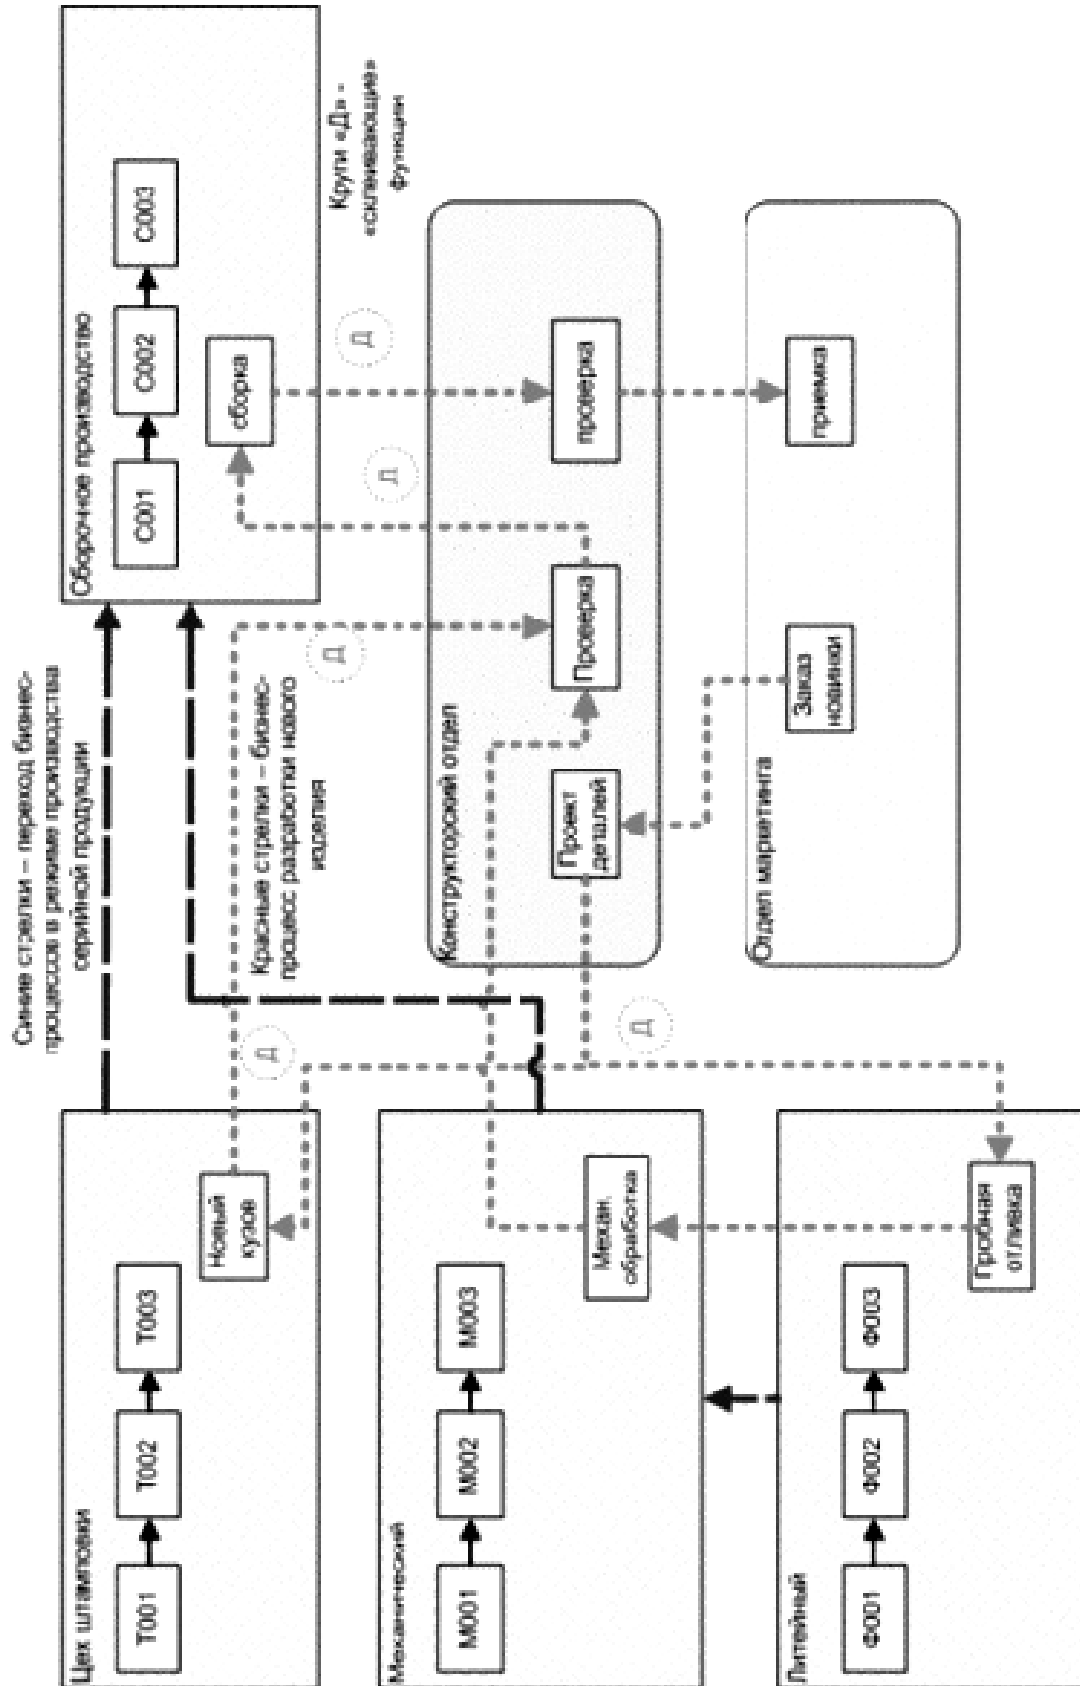 Синие стрелки – переход бизнес-
процессов в режиме производства
серийной продукции
Цех штамповки
Т001
Т002
Т003
Новый
кузов
Сборочное производство
С001
С002
С003
сборка
Красные стрелки – бизнес-
процесс разработки нового
изделия
Круги «Д» -
«склеивающие»
функции
Д
Д
Д
Д
Д
Механический
М001
М002
М003
Механ.
обработка
Конструкторский отдел
Проект
деталей
Проверка
проверка
Литейный
Ф001
Ф002
Ф003
Пробная
отливка
Отдел маркетинга
Заказ
новинки
приемка